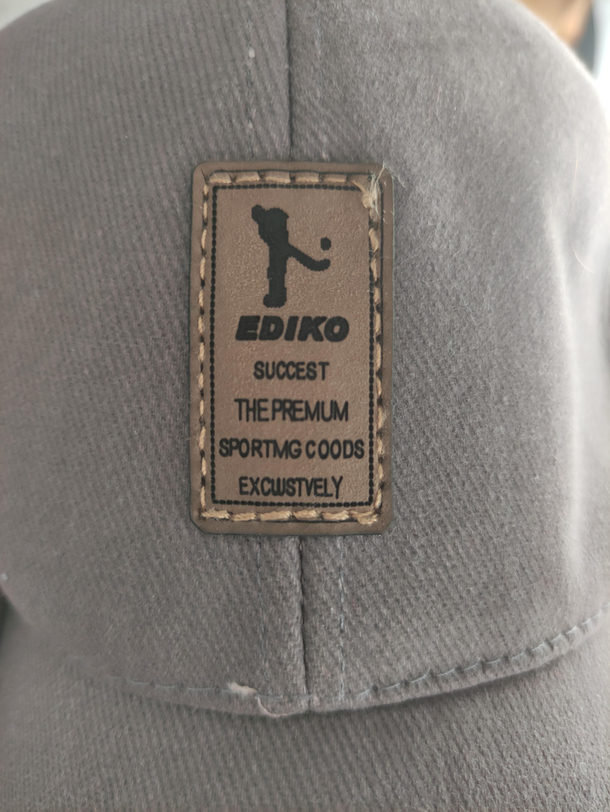 EDIKO
SUCCEST
THE PREMUM
SPORTMG COODS
EXCWSTVELY